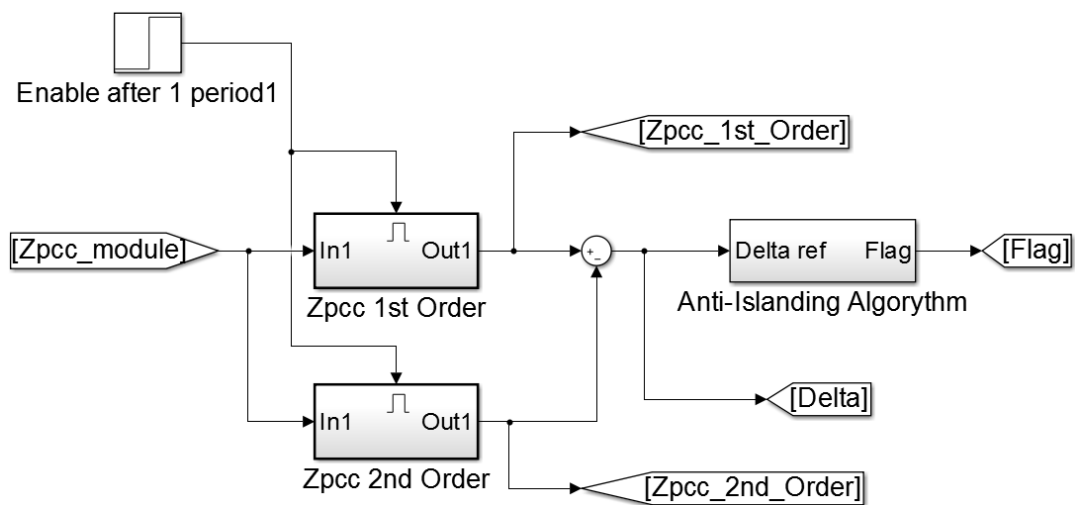 Enable after 1 period1
[Zpcc_1st_Order]
[Zpcc_module]
In1
Out1
Zpcc 1st Order
+
-
Delta ref
Flag
Anti-Islanding Algorythm
[Flag]
In1
Out1
Zpcc 2nd Order
[Delta]
[Zpcc_2nd_Order]